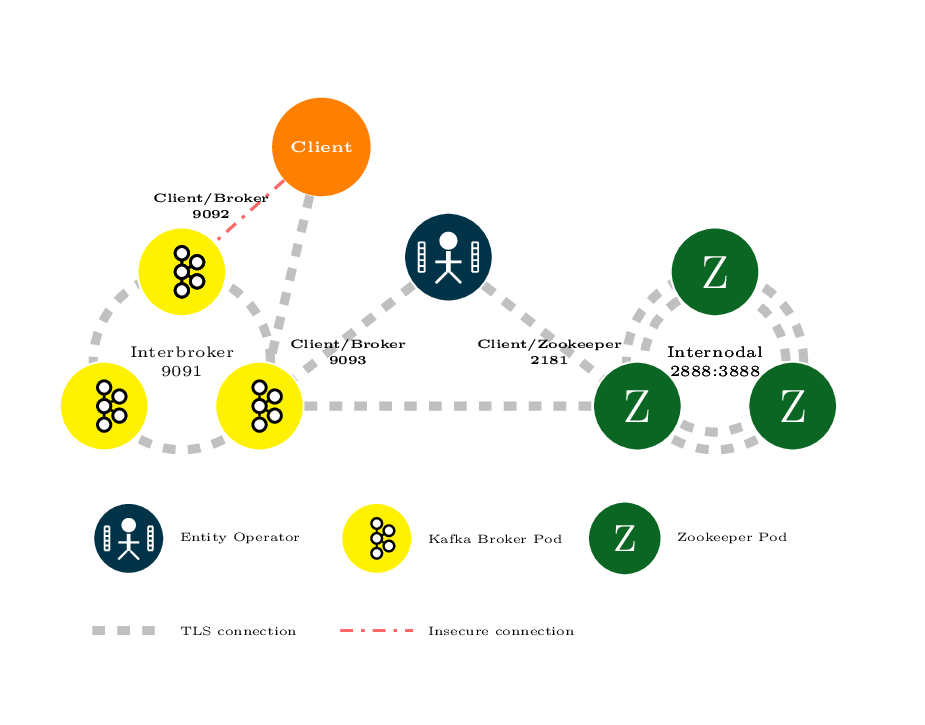 Client
Client/Broker
9092
Z
Client/Broker
9093
Client/Zookeeper
2181
Interbroker
9091
Internodal
2888:3888
Z
Z
Entity Operator
Kafka Broker Pod
Z
Zookeeper Pod
TLS connection
Insecure connection